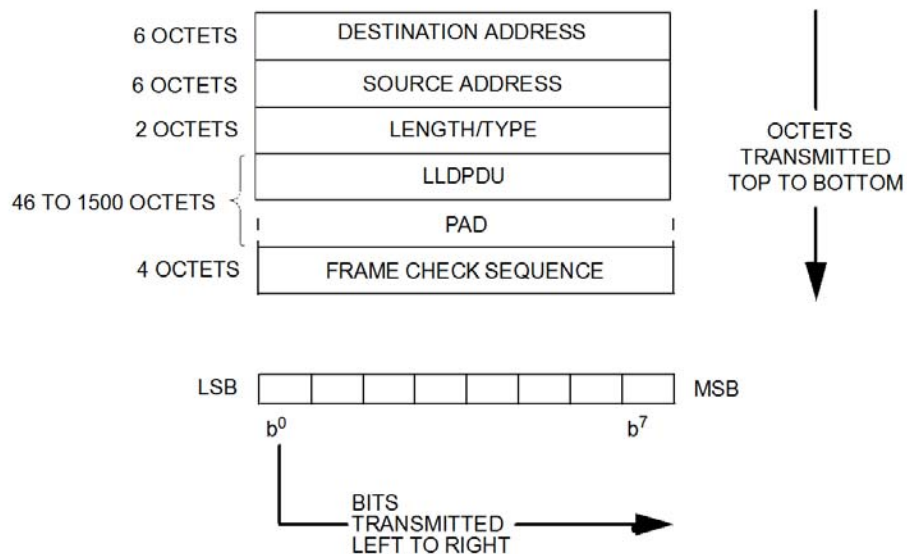 6 OCTETS
DESTINATION ADDRESS
6 OCTETS
SOURCE ADDRESS
2 OCTETS
LENGTH/TYPE
LLDPDU
46 TO 1500 OCTETS
PAD
4 OCTETS
FRAME CHECK SEQUENCE
OCTETS
TRANSMITTED
TOP TO BOTTOM
LSB
MSB
b⁰
b⁷
BITS
TRANSMITTED
LEFT TO RIGHT